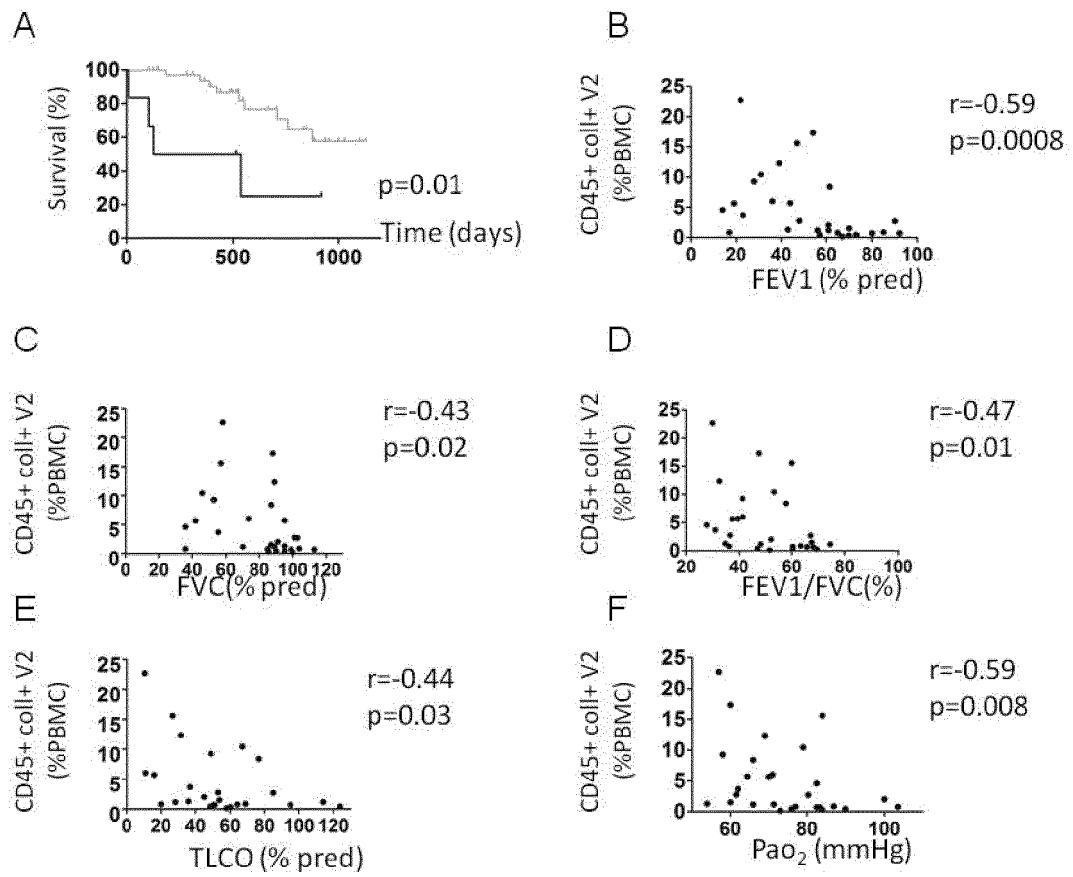 A
Survival (%)
100
80
60
40
20
0
0 500 1000
Time (days)
p=0.01
B
CD45+ coll+ V2
(%PBMC)
25
20
15
10
5
0
0 20 40 60 80 100
FEV1 (% pred)
r=-0.59
p=0.0008
C
CD45+ coll+ V2
(%PBMC)
25
20
15
10
5
0
0 20 40 60 80 100 120
FVC(% pred)
r=-0.43
p=0.02
D
CD45+ coll+ V2
(%PBMC)
25
20
15
10
5
0
20 40 60 80 100
FEV1/FVC(%)
r=-0.47
p=0.01
E
CD45+ coll+ V2
(%PBMC)
25
20
15
10
5
0
0 20 40 60 80 100 120
TLCO (% pred)
r=-0.44
p=0.03
F
CD45+ coll+ V2
(%PBMC)
25
20
15
10
5
0
60 80 100
Pao₂ (mmHg)
r=-0.59
p=0.008